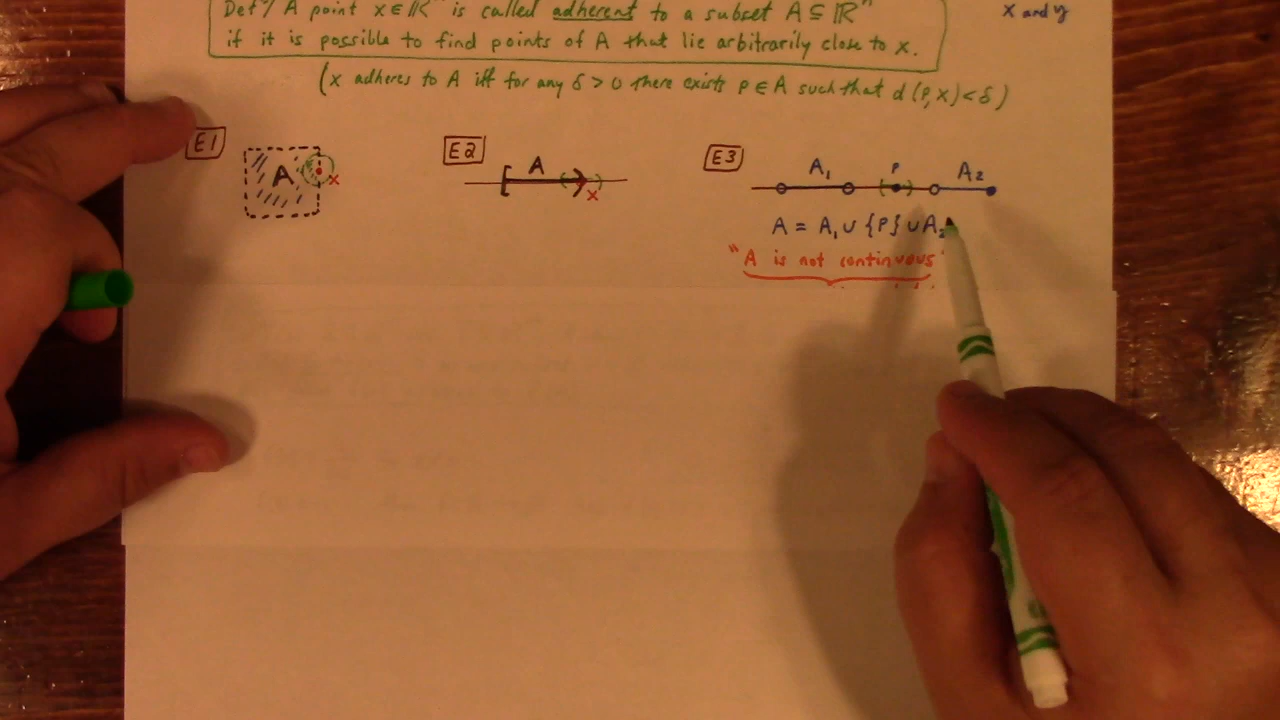 Def'/ A point x ∈ ℝⁿ is called adherent to a subset A ⊆ ℝⁿ
x and y
if it is possible to find points of A that lie arbitrarily close to x.
(x adheres to A iff for any δ > 0 there exists p ∈ A such that d(p,x) < δ)
E1
A
x
E2
A
x
E3
A₁ P A₂
A = A₁ ∪ {P} ∪ A₂
"A is not continuous"